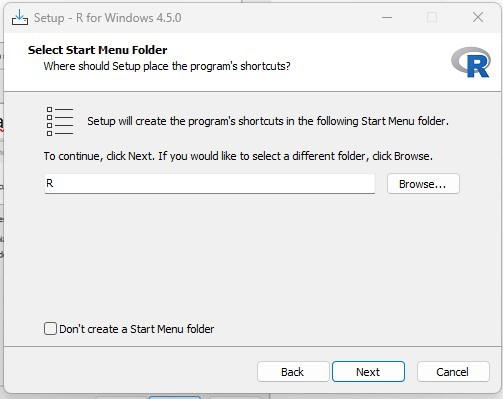 Setup - R for Windows 4.5.0
Select Start Menu Folder
Where should Setup place the program's shortcuts?
R
Setup will create the program's shortcuts in the following Start Menu folder.
To continue, click Next. If you would like to select a different folder, click Browse.
R
Browse...
Don't create a Start Menu folder
Back
Next
Cancel